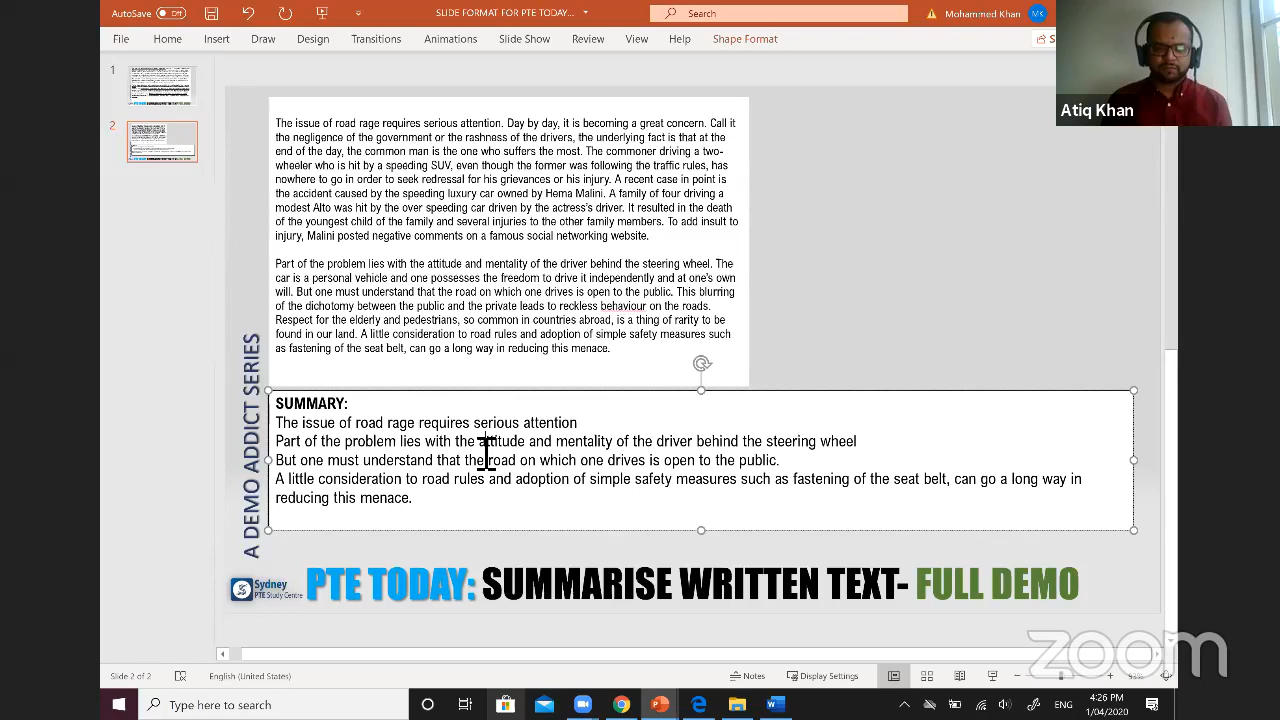 AutoSave Off
SLIDE FORMAT FOR PTE TODAY...
Search
Mohammed Khan
MK
File Home Insert Draw Design Transitions Animations Slide Show Review View Help Shape Format
Atiq Khan
1
2
The issue of road rage requires serious attention. Day by day, it is becoming a great concern. Call it
the negligence of the government or the rashness of the drivers, the underlying fact is that at the
end of the day, the common man is the one who suffers the most. The commoner driving a two-
wheeler who is hit by a speeding SUV, even though the former was following the traffic rules, has
nowhere to go in order to seek redressal for his grievances or his injury. A recent case in point is
the accident caused by the speeding luxury car owned by Hema Malini. A family of four driving a
modest Alto was hit by the over speeding car driven by the actress's driver. It resulted in the death
of the youngest child of the family and several injuries to the other family members. To add insult to
injury, Malini posted negative comments on a famous social networking website.
Part of the problem lies with the attitude and mentality of the driver behind the steering wheel. The
car is a personal vehicle and one possesses the freedom to drive it independently and at one's own
will. But one must understand that the road on which one drives is open to the public. This blurring
of the dichotomy between the public and the private leads to reckless behaviour on the roads.
Respect for the elderly and pedestrians, so common in countries abroad, is a thing of rarity to be
found in our land. A little consideration to road rules and adoption of simple safety measures such
as fastening of the seat belt, can go a long way in reducing this menace.
A DEMO ADDICT SERIES
SUMMARY:
The issue of road rage requires serious attention
Part of the problem lies with the attitude and mentality of the driver behind the steering wheel
But one must understand that the road on which one drives is open to the public.
A little consideration to road rules and adoption of simple safety measures such as fastening of the seat belt, can go a long way in
reducing this menace.
Sydney
PTE Study Centre
PTE TODAY: SUMMARISE WRITTEN TEXT- FULL DEMO
zoom
Slide 2 of 2
English (United States)
Notes
Display Settings
Type here to search
ENG
4:26 PM
1/04/2020